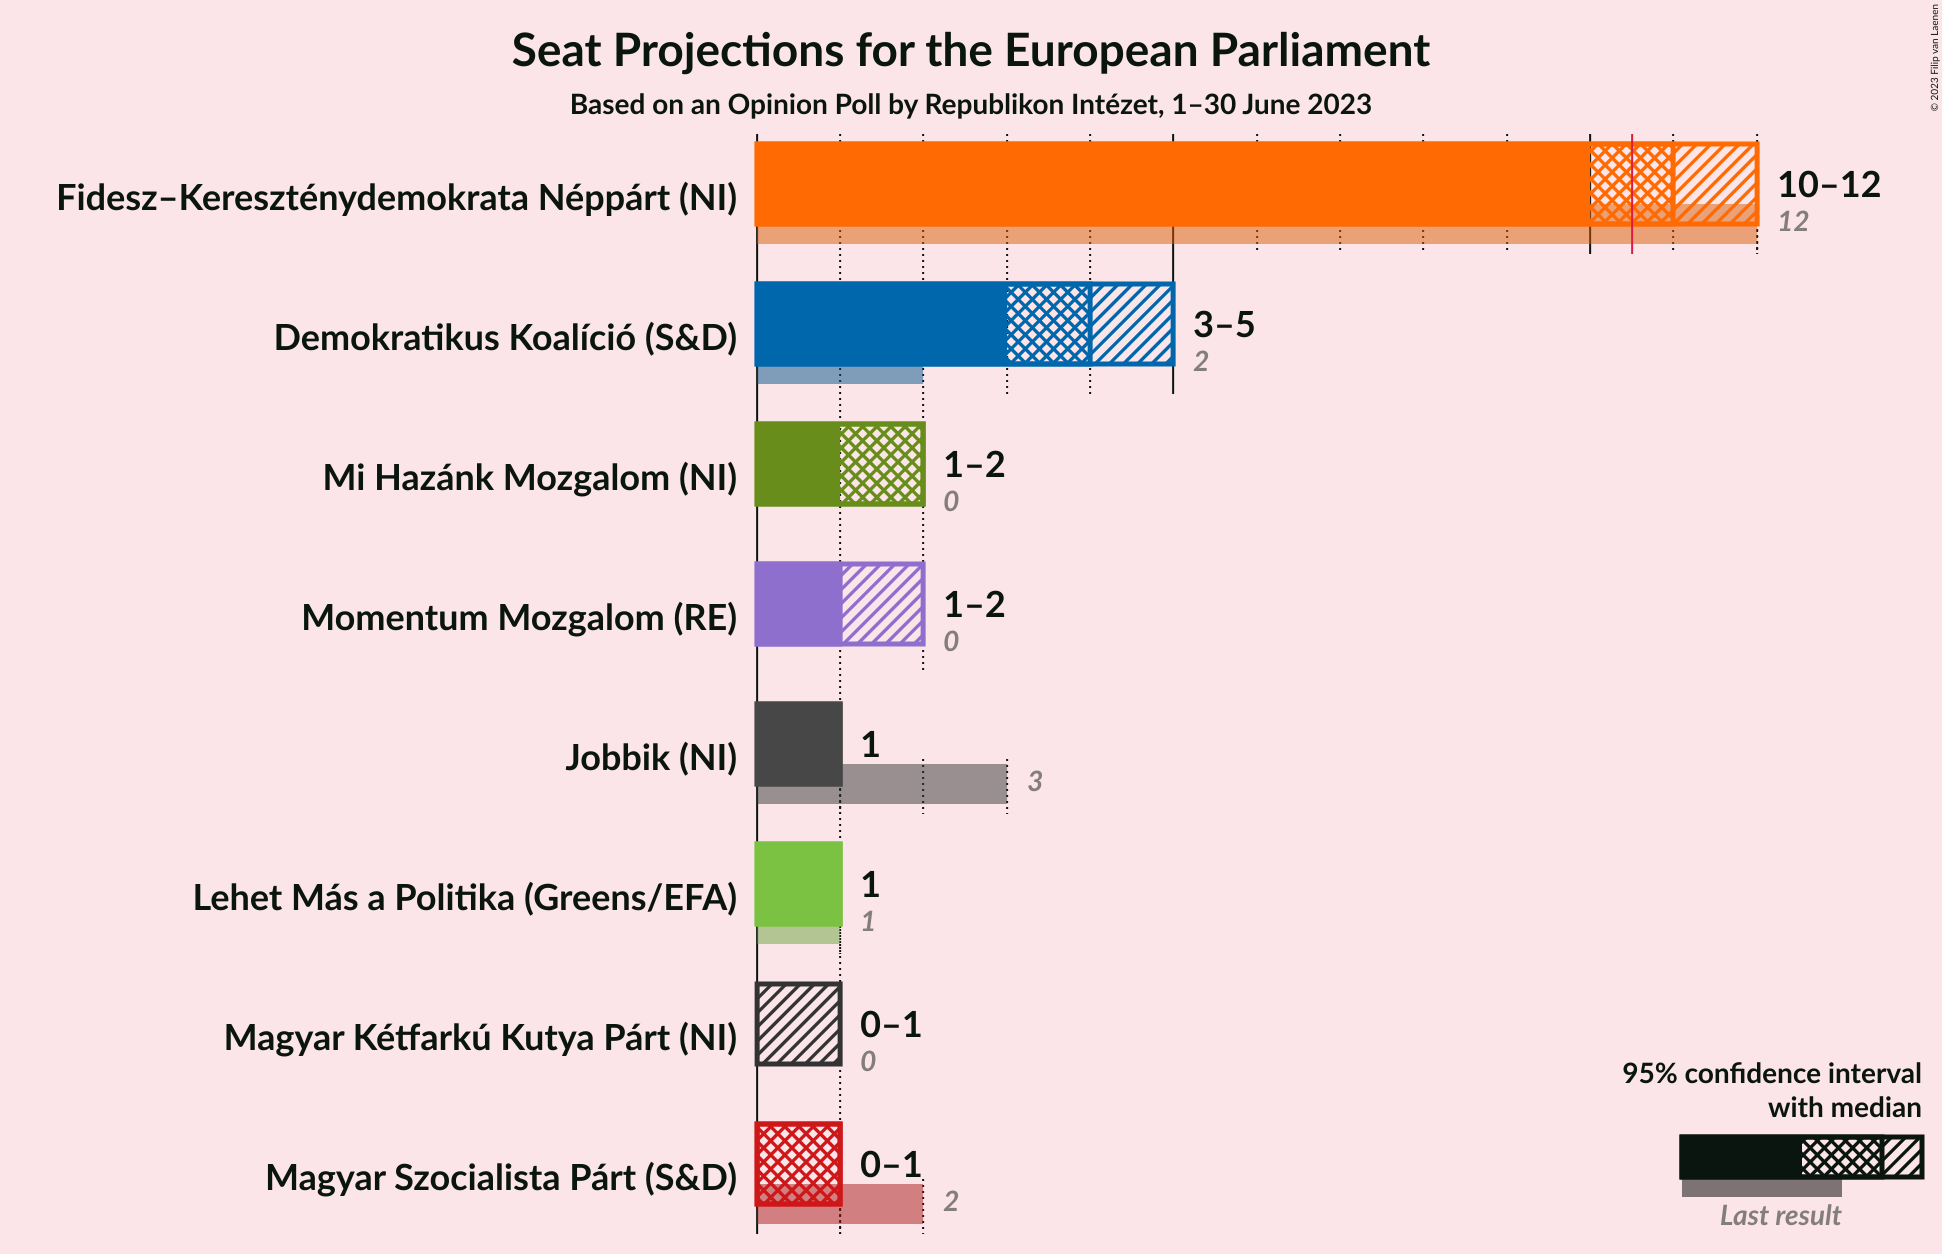 Seat Projections for the European Parliament
Based on an Opinion Poll by Republikon Intézet, 1–30 June 2023
© 2023 Filip van Laenen
Fidesz–Kereszténydemokrata Néppárt (NI)
10–12
12
Demokratikus Koalíció (S&D)
3–5
2
Mi Hazánk Mozgalom (NI)
1–2
0
Momentum Mozgalom (RE)
1–2
0
Jobbik (NI)
1
3
Lehet Más a Politika (Greens/EFA)
1
1
Magyar Kétfarkú Kutya Párt (NI)
0–1
0
Magyar Szocialista Párt (S&D)
0–1
2
95% confidence interval
with median
Last result